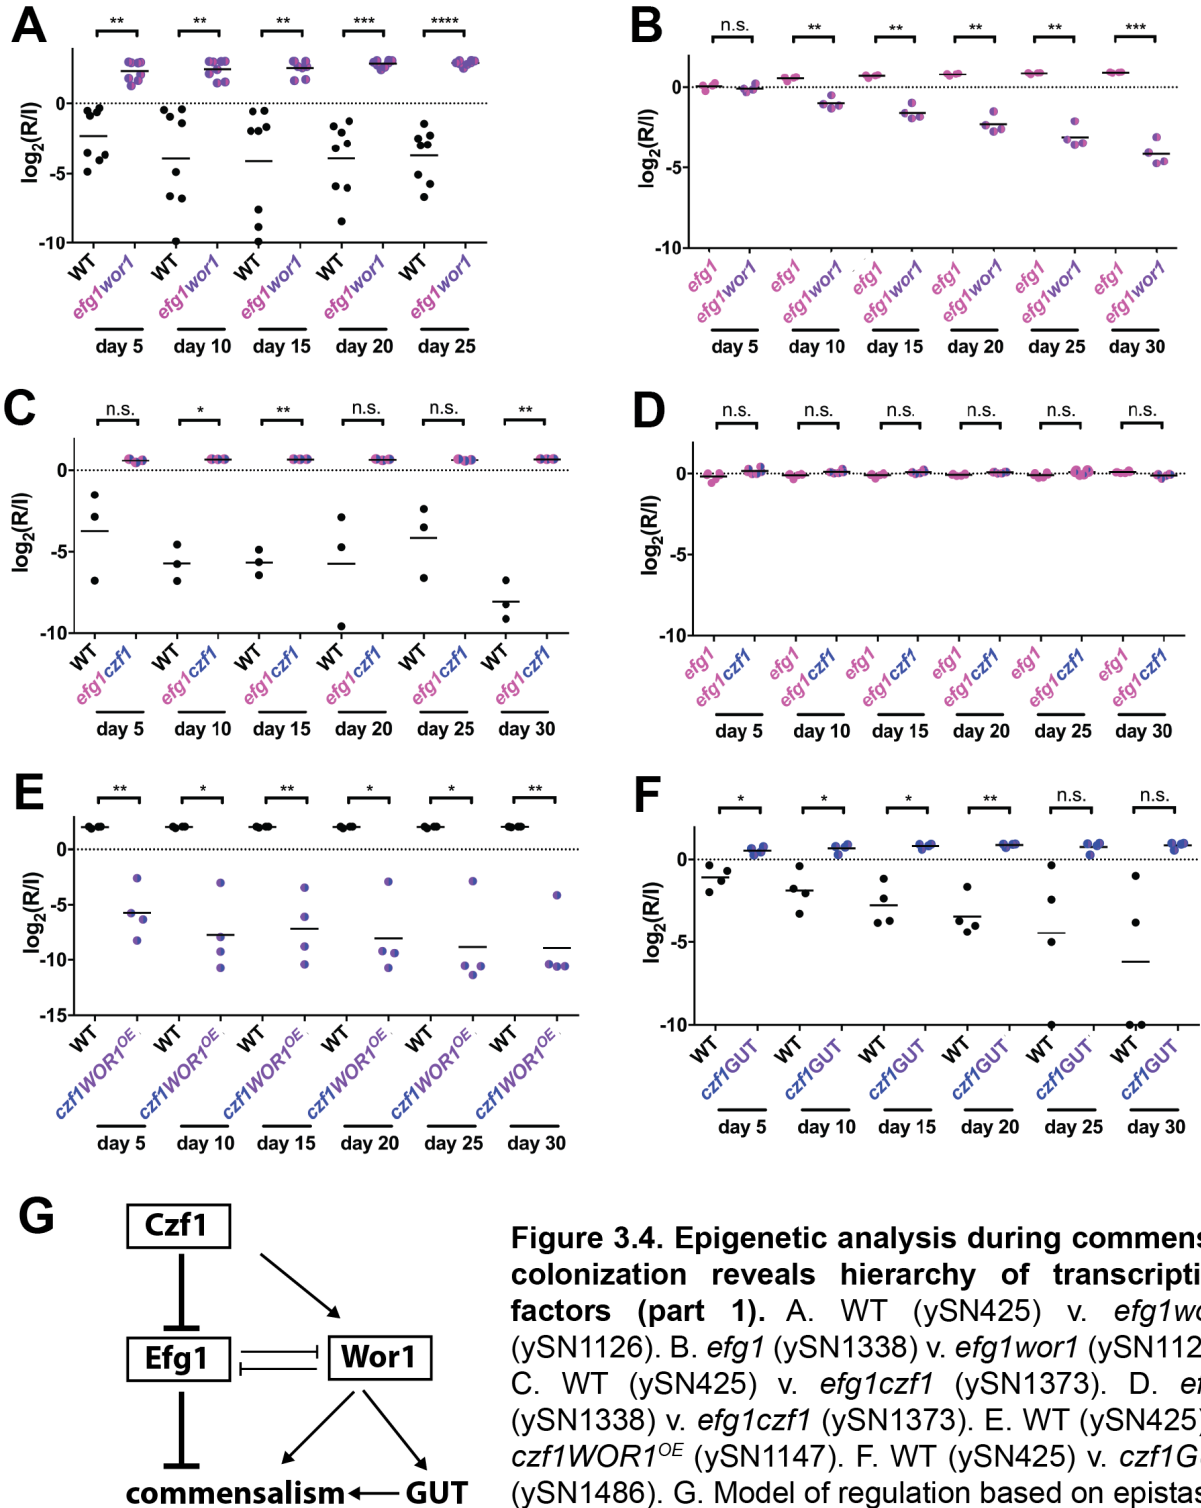 A
** ** ** *** ****
log2(R/I)
0
-5
-10
WT efg1wor1 WT efg1wor1 WT efg1wor1 WT efg1wor1 WT efg1wor1
day 5 day 10 day 15 day 20 day 25
B
n.s. ** ** ** ** ***
log2(R/I)
0
-5
-10
efg1 efg1wor1 efg1 efg1wor1 efg1 efg1wor1 efg1 efg1wor1 efg1 efg1wor1 efg1 efg1wor1
day 5 day 10 day 15 day 20 day 25 day 30
C
n.s. * ** n.s. n.s. **
log2(R/I)
0
-5
-10
WT efg1czf1 WT efg1czf1 WT efg1czf1 WT efg1czf1 WT efg1czf1 WT efg1czf1
day 5 day 10 day 15 day 20 day 25 day 30
D
n.s. n.s. n.s. n.s. n.s. n.s.
log2(R/I)
0
-5
-10
efg1 efg1czf1 efg1 efg1czf1 efg1 efg1czf1 efg1 efg1czf1 efg1 efg1czf1 efg1 efg1czf1
day 5 day 10 day 15 day 20 day 25 day 30
E
** * ** * * **
log2(R/I)
0
-5
-10
-15
WT czf1WOR1OE WT czf1WOR1OE WT czf1WOR1OE WT czf1WOR1OE WT czf1WOR1OE WT czf1WOR1OE
day 5 day 10 day 15 day 20 day 25 day 30
F
* * * ** n.s. n.s.
log2(R/I)
0
-5
-10
WT czf1GUT WT czf1GUT WT czf1GUT WT czf1GUT WT czf1GUT WT czf1GUT
day 5 day 10 day 15 day 20 day 25 day 30
G
Czf1
Efg1 Wor1
commensalism GUT
Figure 3.4. Epigenetic analysis during commens
colonization reveals hierarchy of transcripti
factors (part 1). A. WT (ySN425) v. efg1wo
(ySN1126). B. efg1 (ySN1338) v. efg1wor1 (ySN112
C. WT (ySN425) v. efg1czf1 (ySN1373). D. ef
(ySN1338) v. efg1czf1 (ySN1373). E. WT (ySN425)
czf1WOR1OE (ySN1147). F. WT (ySN425) v. czf1G
(ySN1486). G. Model of regulation based on epistas